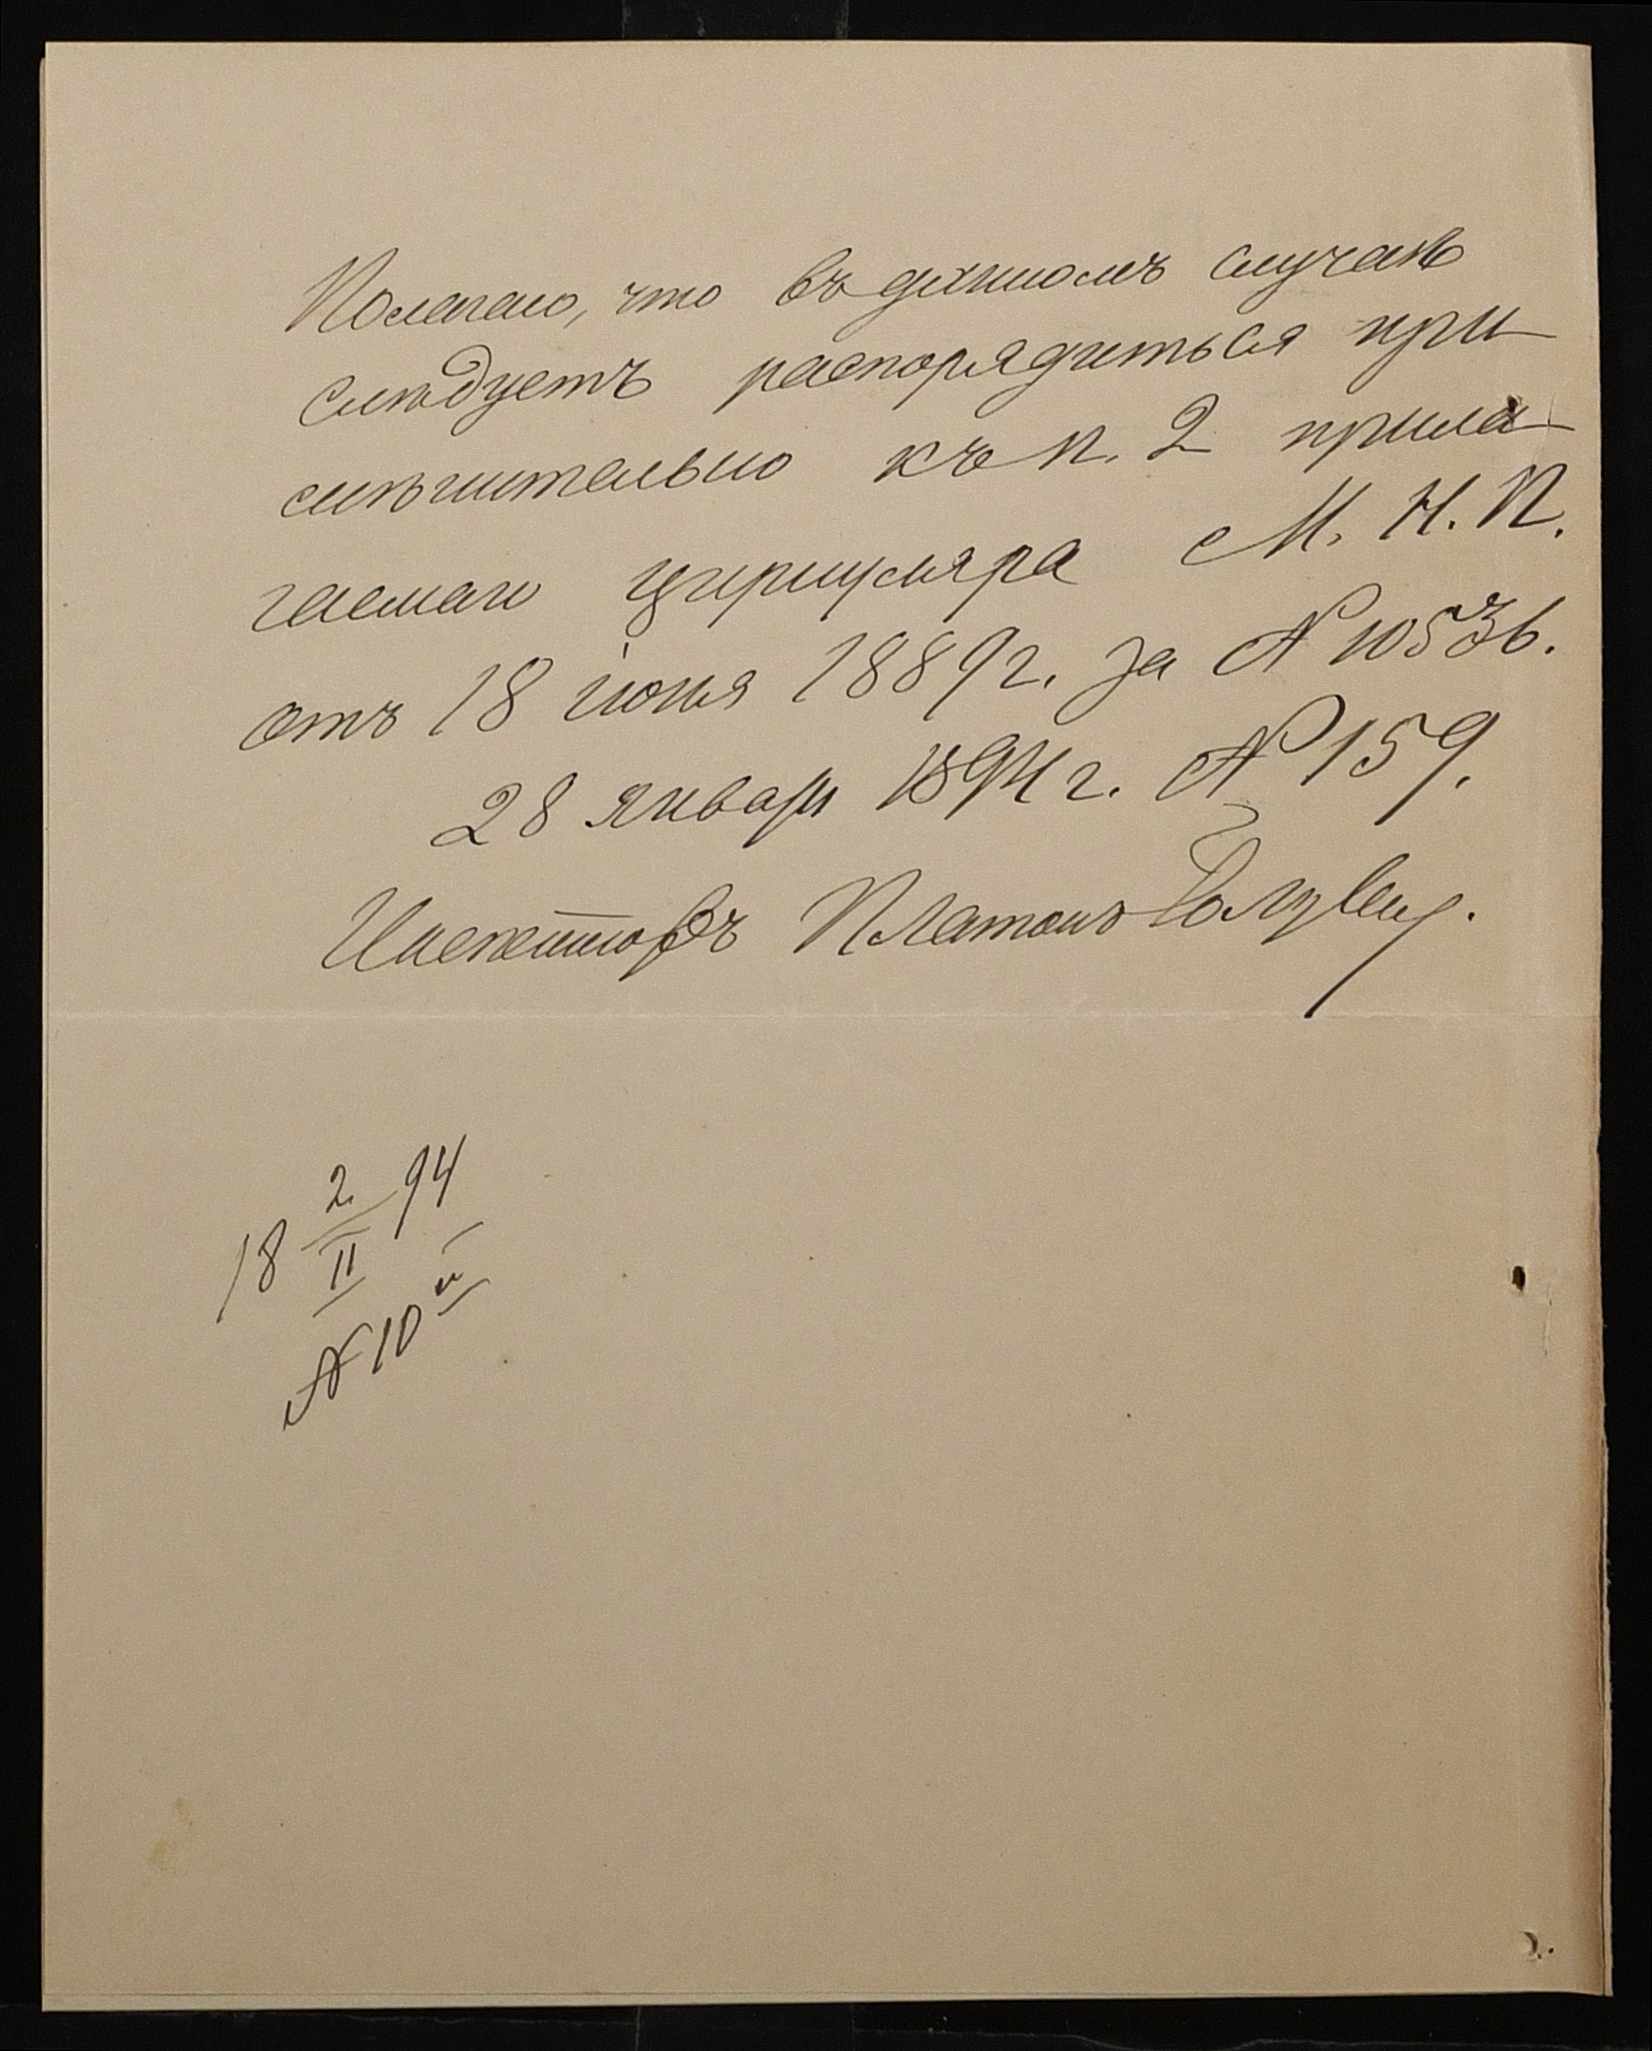 Полагаю, что въ данномъ случаѣ
слѣдуетъ распорядиться при
мѣнительно къ п. 2 прила
гаемаго циркуляра М. Н. П.
отъ 18 іюня 1889 г. за № 10536.
28 январ 1894 г. № 159.
Инспекторъ Платонъ
18 2/II 94
№ 10